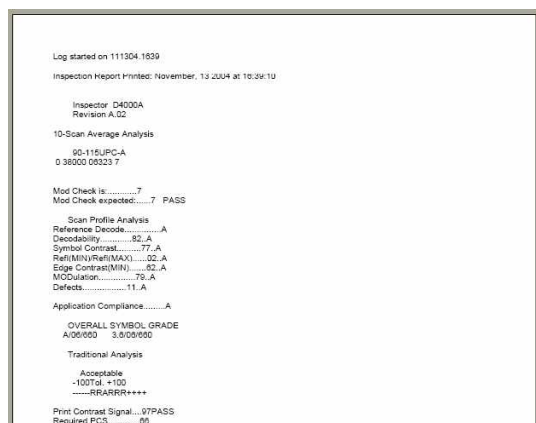 Log started on 111304.1639
Inspection Report Printed: November, 13 2004 at 16:39:10
Inspector D4000A
Revision A.02
10-Scan Average Analysis
90-115UPC-A
0 38000 06323 7
Mod Check is:............7
Mod Check expected:......7 PASS
Scan Profile Analysis
Reference Decode...............A
Decodability.............82..A
Symbol Contrast..........77..A
Refl(MIN)/Refl(MAX)......02..A
Edge Contrast(MIN).......62..A
MODulation...............79..A
Defects..................11..A
Application Compliance.........A
OVERALL SYMBOL GRADE
A/06/660 3.6/06/660
Traditional Analysis
Acceptable
-100Tol. +100
------RRARRR++++
Print Contrast Signal....97PASS
Required PCS.............66